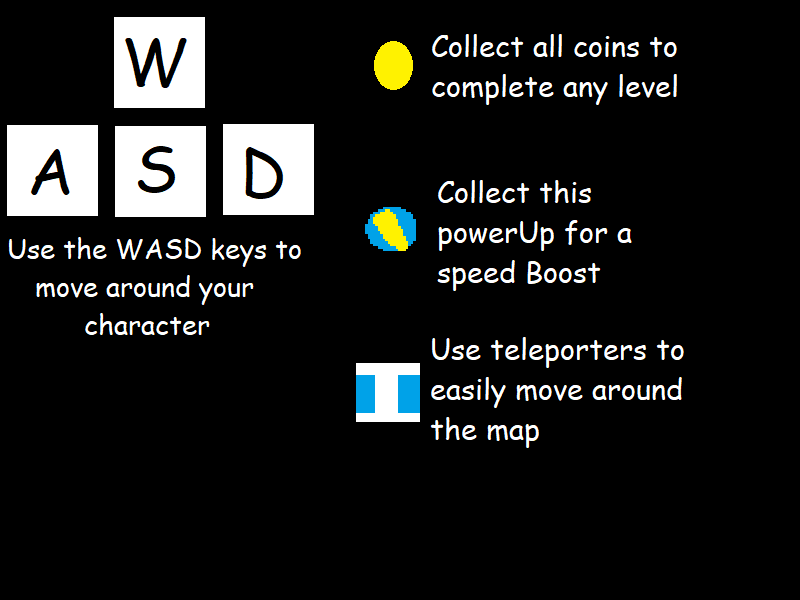 W
A S D
Use the WASD keys to
move around your
character
Collect all coins to
complete any level
Collect this
powerUp for a
speed Boost
Use teleporters to
easily move around
the map